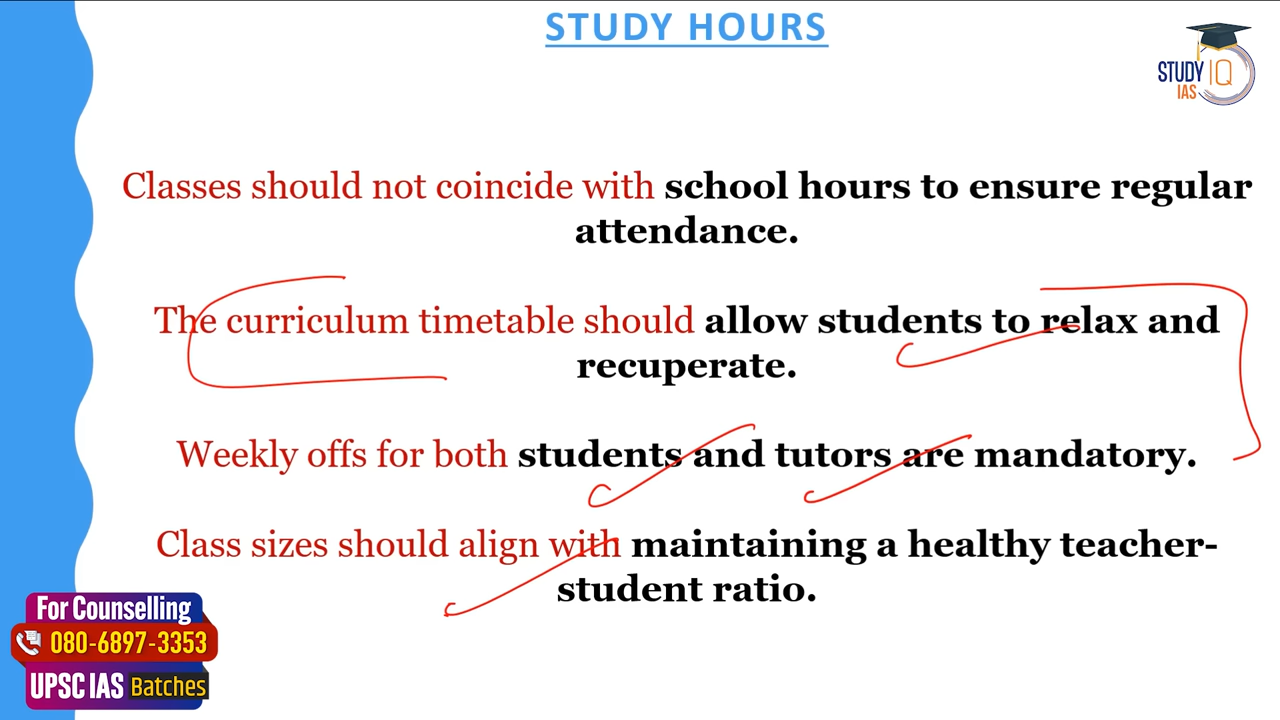 STUDY HOURS
STUDY IQ
IAS
Classes should not coincide with school hours to ensure regular
attendance.
The curriculum timetable should allow students to relax and
recuperate.
Weekly offs for both students and tutors are mandatory.
Class sizes should align with maintaining a healthy teacher-
student ratio.
For Counselling
080-6897-3353
UPSC IAS Batches